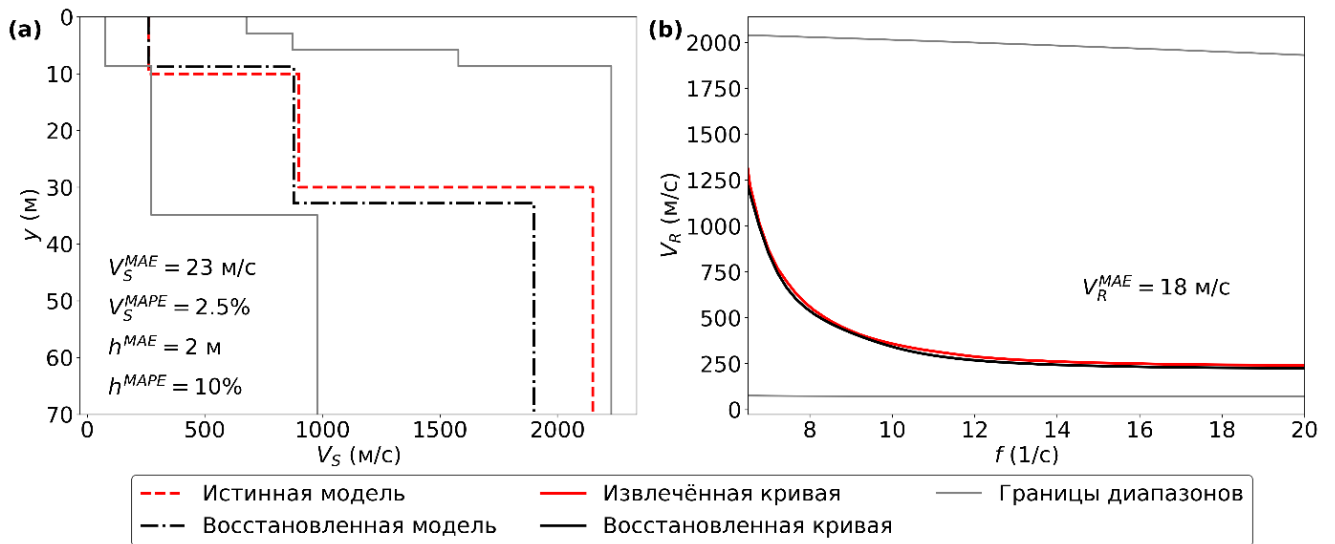 (a)
0
10
20
30
40
50
60
70
y (м)
V_S^{MAE} = 23 м/с
V_S^{MAPE} = 2.5%
h^{MAE} = 2 м
h^{MAPE} = 10%
0 500 1000 1500 2000
V_S (м/с)
(b)
2000
1750
1500
1250
1000
750
500
250
0
V_R (м/с)
V_R^{MAE} = 18 м/с
8 10 12 14 16 18 20
f (1/с)
Истинная модель
Восстановленная модель
Извлечённая кривая
Восстановленная кривая
Границы диапазонов